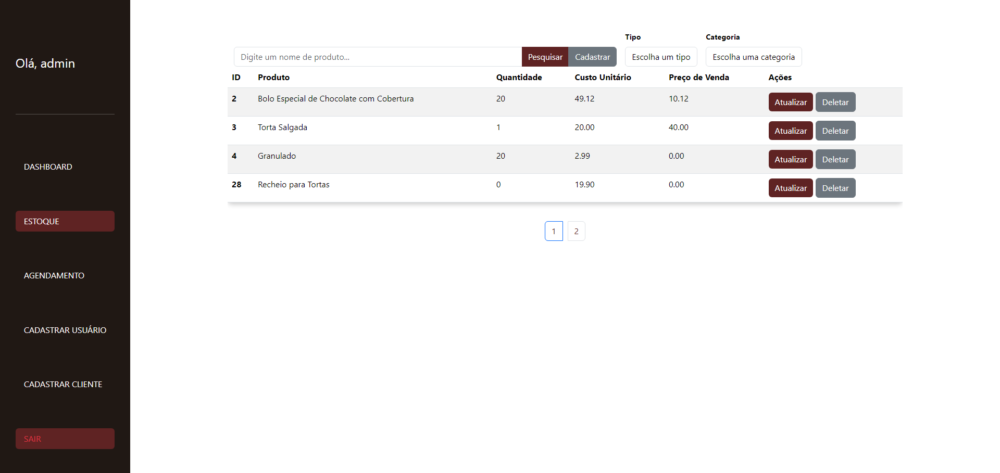 Olá, admin
DASHBOARD
ESTOQUE
AGENDAMENTO
CADASTRAR USUÁRIO
CADASTRAR CLIENTE
SAIR
Tipo Categoria
Digite um nome de produto... Pesquisar Cadastrar Escolha um tipo Escolha uma categoria
ID Produto Quantidade Custo Unitário Preço de Venda Ações
2 Bolo Especial de Chocolate com Cobertura 20 49.12 10.12 Atualizar Deletar
3 Torta Salgada 1 20.00 40.00 Atualizar Deletar
4 Granulado 20 2.99 0.00 Atualizar Deletar
28 Recheio para Tortas 0 19.90 0.00 Atualizar Deletar
1 2